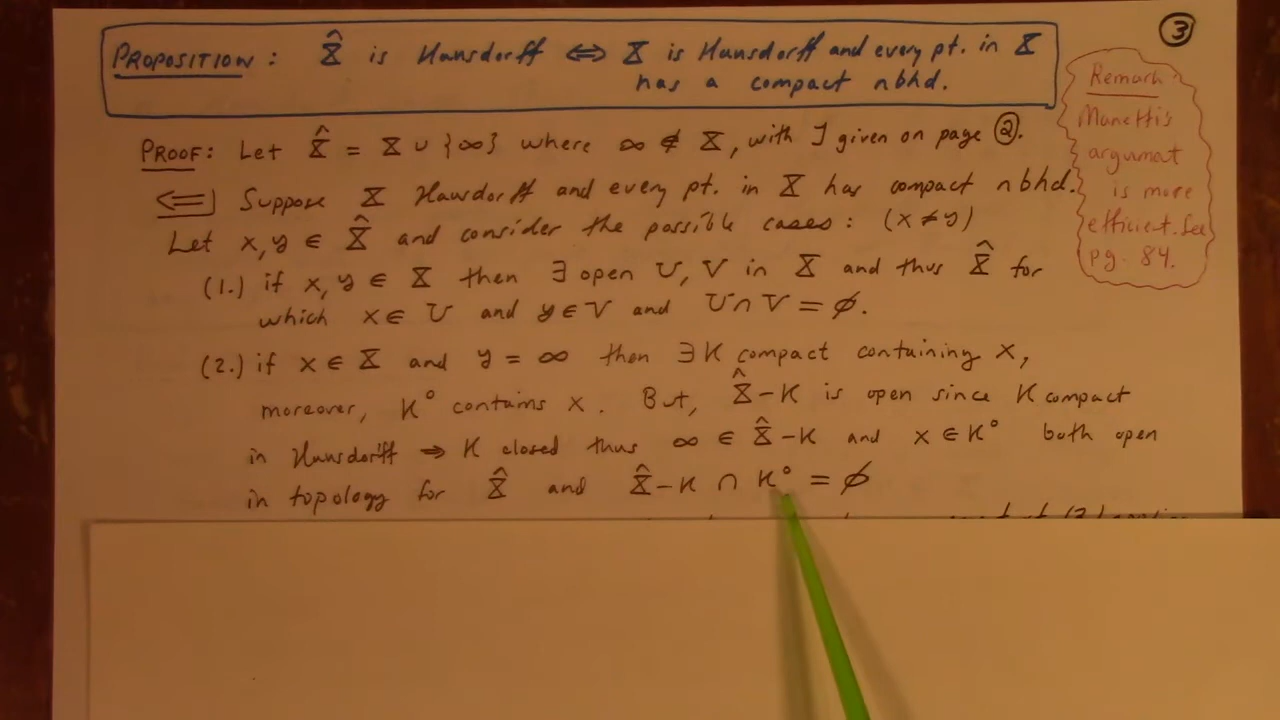 ③
PROPOSITION : X̂ is Hausdorff ⇔ X is Hausdorff and every pt. in X
has a compact nbhd.
Remark:
Manetti's
argument
is more
efficient. See
pg. 84.
PROOF: Let X̂ = X ∪ {∞} where ∞ ∉ X, with J given on page ②.
(⇐) Suppose X Hausdorff and every pt. in X has compact nbhd.
Let x, y ∈ X̂ and consider the possible cases: (x ≠ y)
(1.) if x, y ∈ X then ∃ open U, V in X and thus X̂ for
which x ∈ U and y ∈ V and U ∩ V = ∅.
(2.) if x ∈ X and y = ∞ then ∃ K compact containing x,
moreover, K° contains x. But, X̂ - K is open since K compact
in Hausdorff ⇒ K closed thus ∞ ∈ X̂ - K and x ∈ K° both open
in topology for X̂ and X̂ - K ∩ K° = ∅